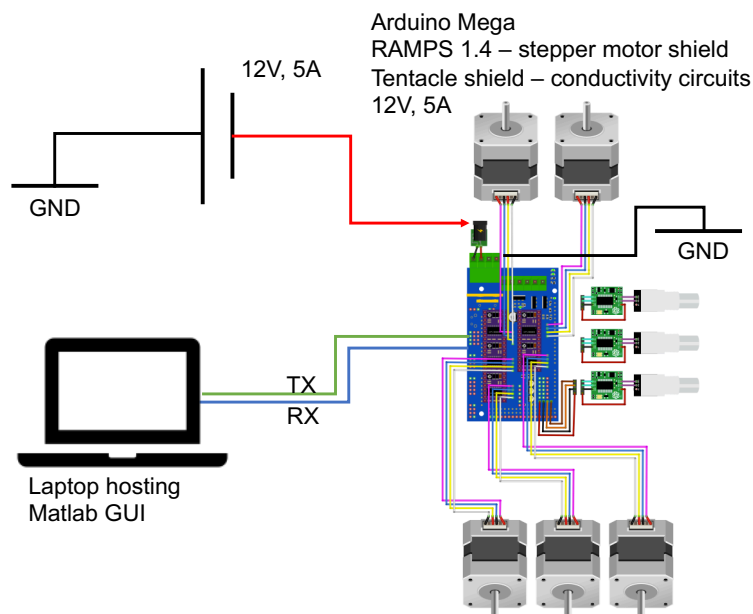 Arduino Mega
RAMPS 1.4 – stepper motor shield
Tentacle shield – conductivity circuits
12V, 5A
12V, 5A
GND
GND
TX
RX
Laptop hosting
Matlab GUI